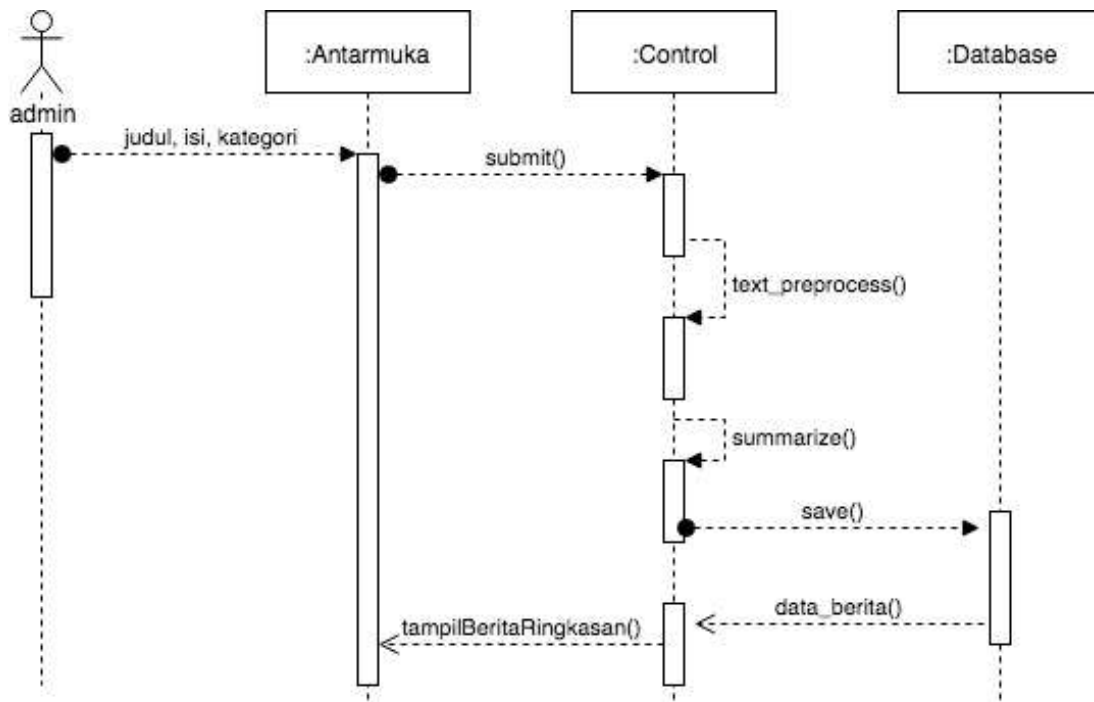 :Antarmuka
:Control
:Database
admin
judul, isi, kategori
submit()
text_preprocess()
summarize()
save()
data_berita()
tampilBeritaRingkasan()